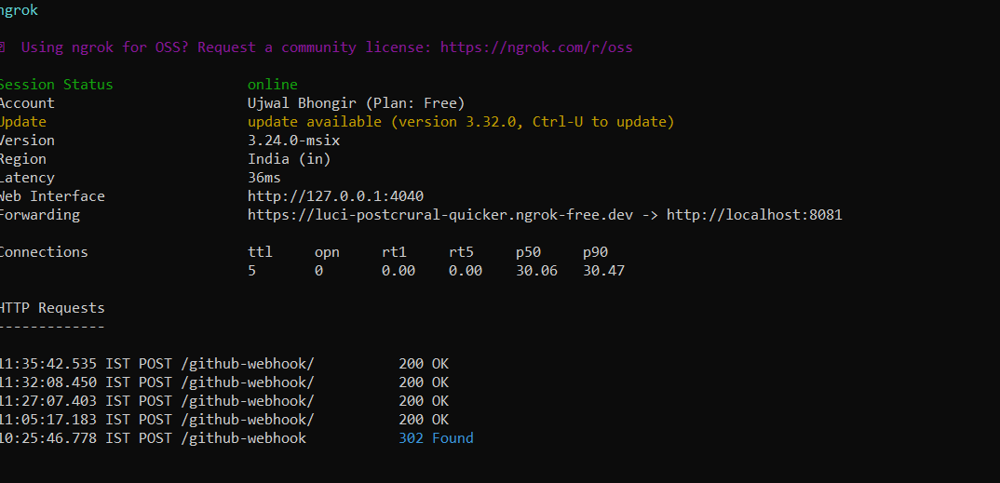 ngrok
Using ngrok for OSS? Request a community license: https://ngrok.com/r/oss
Session Status online
Account Ujwal Bhongir (Plan: Free)
Update update available (version 3.32.0, Ctrl-U to update)
Version 3.24.0-msix
Region India (in)
Latency 36ms
Web Interface http://127.0.0.1:4040
Forwarding https://luci-postcrural-quicker.ngrok-free.dev -> http://localhost:8081
Connections ttl opn rt1 rt5 p50 p90
5 0 0.00 0.00 30.06 30.47
HTTP Requests
-------------
11:35:42.535 IST POST /github-webhook/ 200 OK
11:32:08.450 IST POST /github-webhook/ 200 OK
11:27:07.403 IST POST /github-webhook/ 200 OK
11:05:17.183 IST POST /github-webhook/ 200 OK
10:25:46.778 IST POST /github-webhook 302 Found